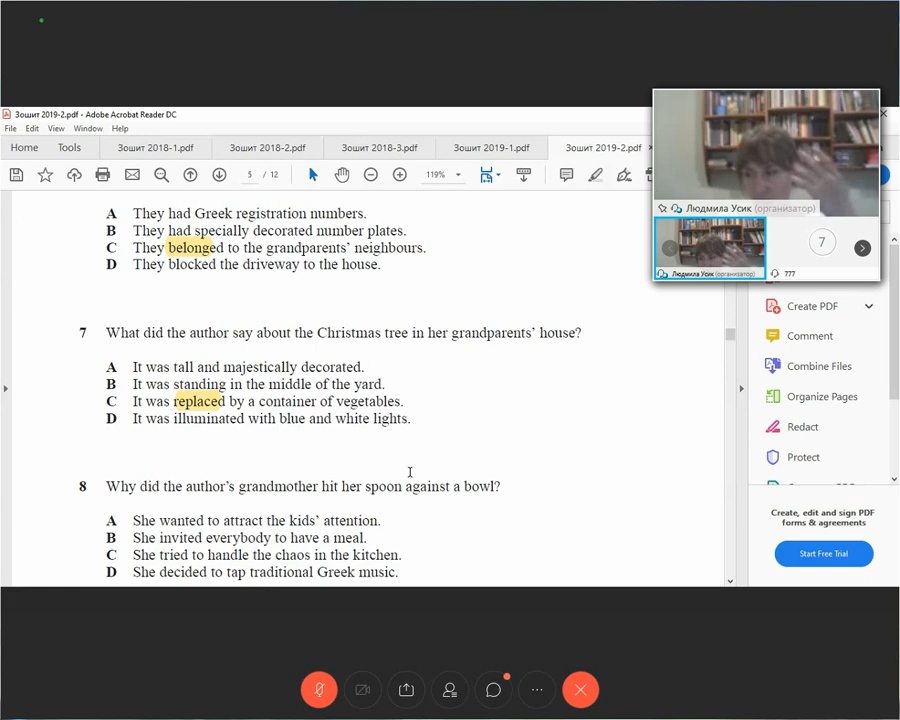 Зошит 2019-2.pdf - Adobe Acrobat Reader DC
File Edit View Window Help
Home Tools Зошит 2018-1.pdf Зошит 2018-2.pdf Зошит 2018-3.pdf Зошит 2019-1.pdf Зошит 2019-2.pdf
5 / 12 119%
A They had Greek registration numbers.
B They had specially decorated number plates.
C They belonged to the grandparents' neighbours.
D They blocked the driveway to the house.
7 What did the author say about the Christmas tree in her grandparents' house?
A It was tall and majestically decorated.
B It was standing in the middle of the yard.
C It was replaced by a container of vegetables.
D It was illuminated with blue and white lights.
8 Why did the author's grandmother hit her spoon against a bowl?
A She wanted to attract the kids' attention.
B She invited everybody to have a meal.
C She tried to handle the chaos in the kitchen.
D She decided to tap traditional Greek music.
Людмила Усик (організатор)
7
Людмила Усик (організатор)
777
Create PDF
Comment
Combine Files
Organize Pages
Redact
Protect
Create, edit and sign PDF
forms & agreements
Start Free Trial